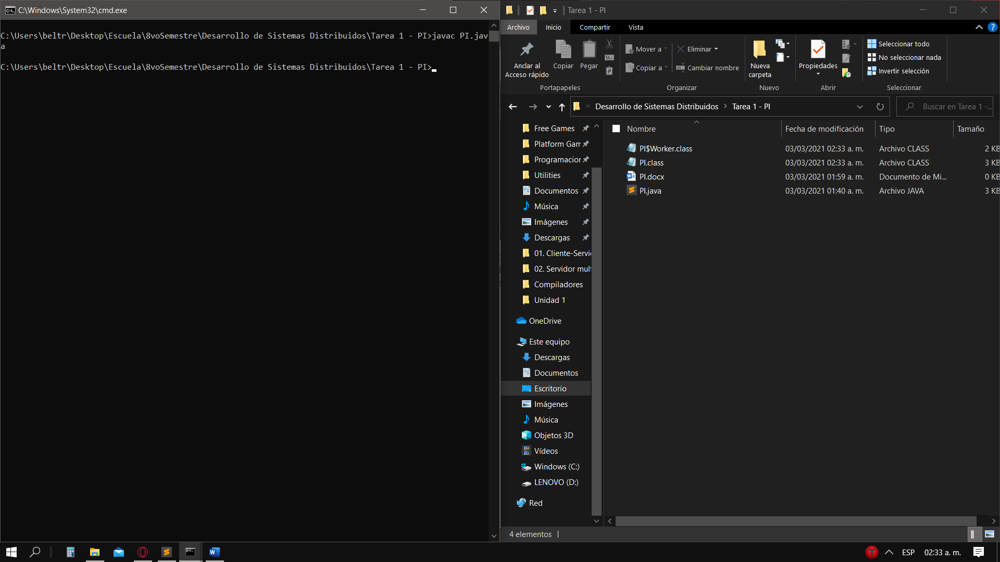 C:\Windows\System32\cmd.exe
C:\Users\beltr\Desktop\Escuela\8voSemestre\Desarrollo de Sistemas Distribuidos\Tarea 1 - PI>javac PI.jav
a
C:\Users\beltr\Desktop\Escuela\8voSemestre\Desarrollo de Sistemas Distribuidos\Tarea 1 - PI>
Tarea 1 - PI
Archivo
Inicio
Compartir
Vista
Anclar al
Acceso rápido
Copiar
Pegar
Portapapeles
Mover a
Copiar a
Eliminar
Cambiar nombre
Organizar
Nueva
carpeta
Nuevo
Propiedades
Abrir
Seleccionar todo
No seleccionar nada
Invertir selección
Seleccionar
« Desarrollo de Sistemas Distribuidos > Tarea 1 - PI
Buscar en Tarea 1 -...
Free Games
Platform Gam
Programacior
Utilities
Documentos
Música
Imágenes
Descargas
01. Cliente-Servi
02. Servidor mult
Compiladores
Unidad 1
OneDrive
Este equipo
Descargas
Documentos
Escritorio
Imágenes
Música
Objetos 3D
Vídeos
Windows (C:)
LENOVO (D:)
Red
Nombre Fecha de modificación Tipo Tamaño
PI$Worker.class 03/03/2021 02:33 a. m. Archivo CLASS 2 KB
PI.class 03/03/2021 02:33 a. m. Archivo CLASS 3 KB
PI.docx 03/03/2021 01:59 a. m. Documento de Mi... 0 KB
PI.java 03/03/2021 01:40 a. m. Archivo JAVA 3 KB
4 elementos
ESP 02:33 a. m.